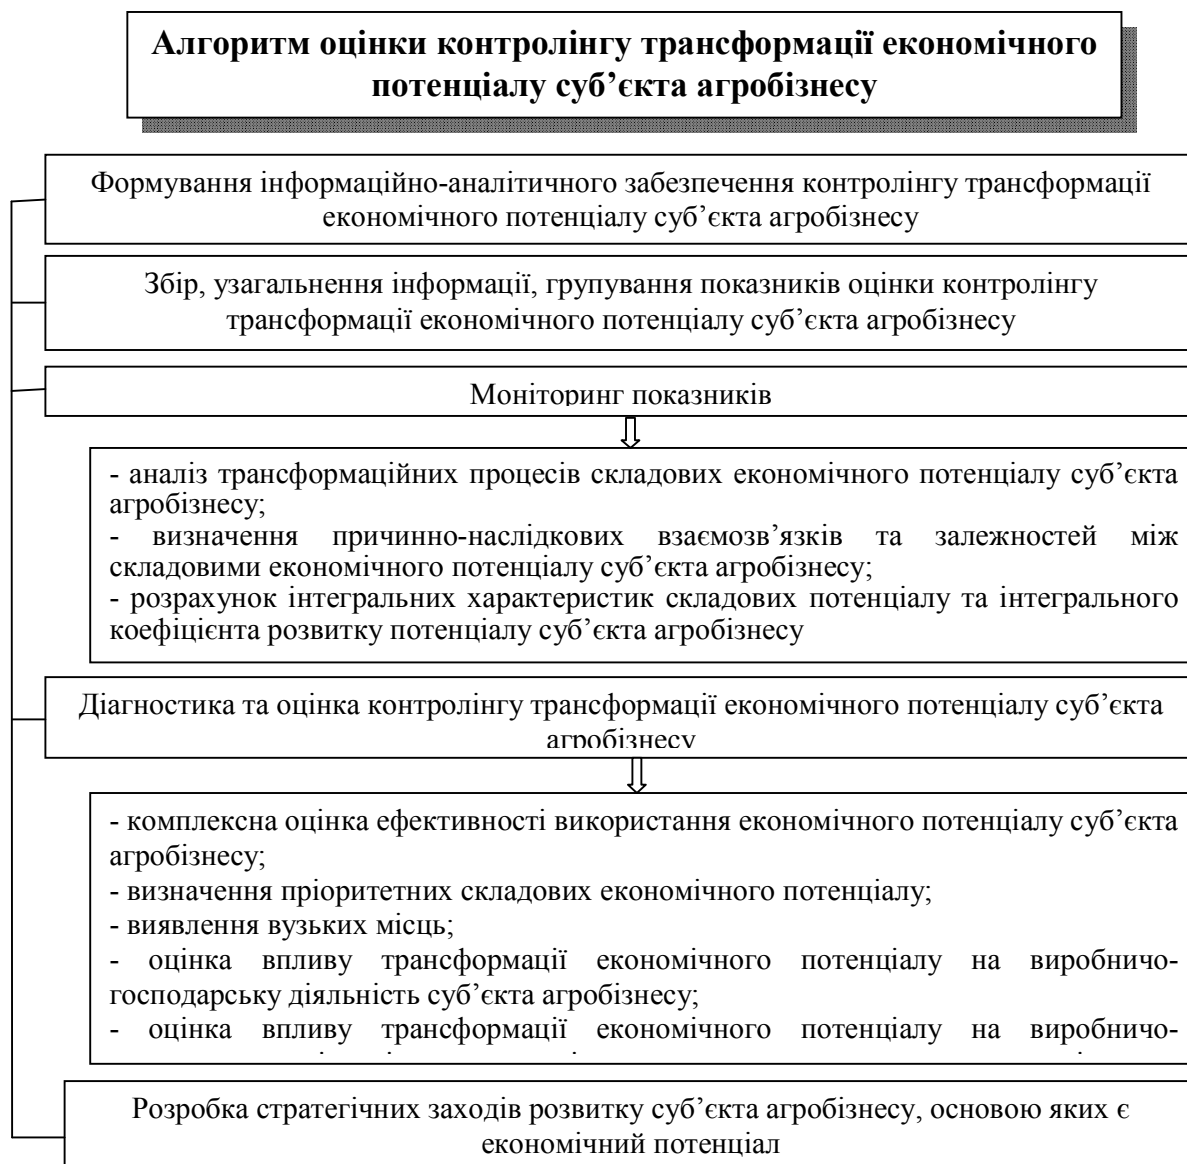 Алгоритм оцінки контролінгу трансформації економічного
потенціалу суб’єкта агробізнесу
Формування інформаційно-аналітичного забезпечення контролінгу трансформації
економічного потенціалу суб’єкта агробізнесу
Збір, узагальнення інформації, групування показників оцінки контролінгу
трансформації економічного потенціалу суб’єкта агробізнесу
Моніторинг показників
- аналіз трансформаційних процесів складових економічного потенціалу суб’єкта
агробізнесу;
- визначення причинно-наслідкових взаємозв’язків та залежностей між
складовими економічного потенціалу суб’єкта агробізнесу;
- розрахунок інтегральних характеристик складових потенціалу та інтегрального
коефіцієнта розвитку потенціалу суб’єкта агробізнесу
Діагностика та оцінка контролінгу трансформації економічного потенціалу суб’єкта
агробізнесу
- комплексна оцінка ефективності використання економічного потенціалу суб’єкта
агробізнесу;
- визначення пріоритетних складових економічного потенціалу;
- виявлення вузьких місць;
- оцінка впливу трансформації економічного потенціалу на виробничо-
господарську діяльність суб’єкта агробізнесу;
- оцінка впливу трансформації економічного потенціалу на виробничо-
Розробка стратегічних заходів розвитку суб’єкта агробізнесу, основою яких є
економічний потенціал